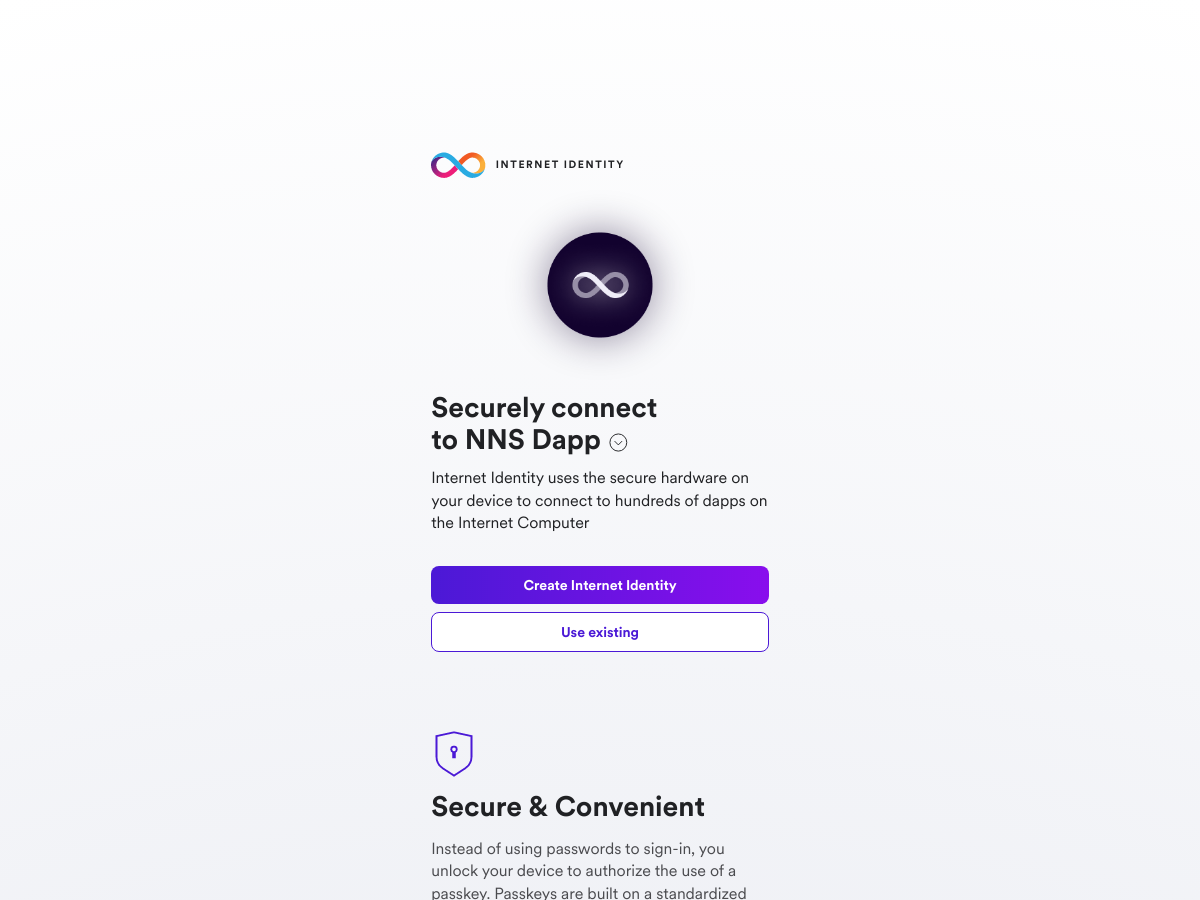 INTERNET IDENTITY
Securely connect
to NNS Dapp
Internet Identity uses the secure hardware on
your device to connect to hundreds of dapps on
the Internet Computer
Create Internet Identity
Use existing
Secure & Convenient
Instead of using passwords to sign-in, you
unlock your device to authorize the use of a
passkey. Passkeys are built on a standardized